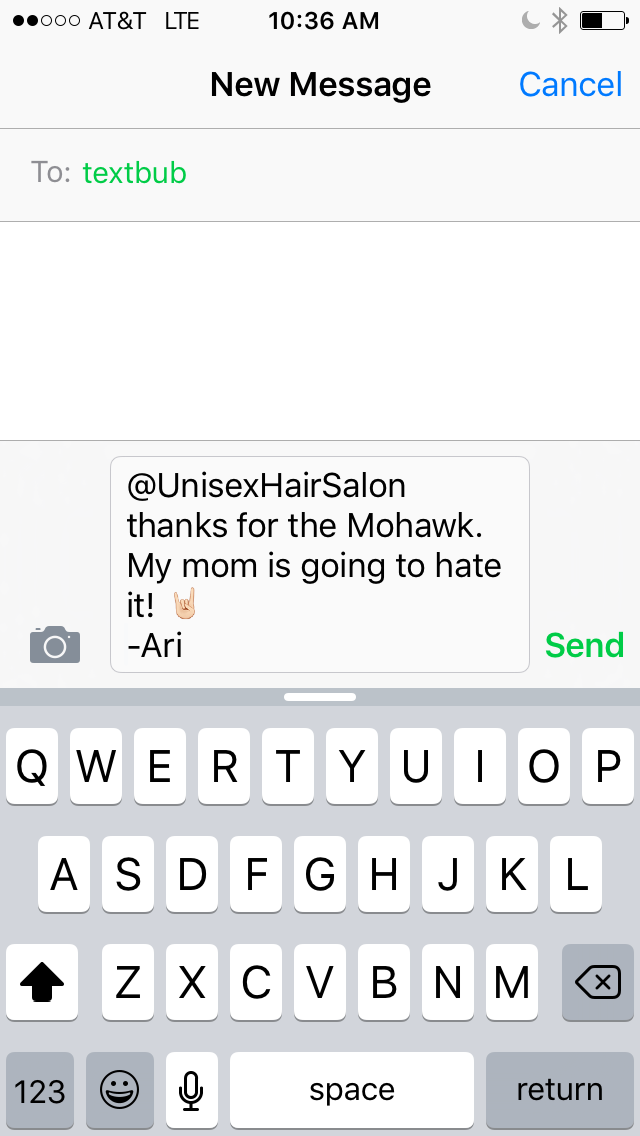 AT&T LTE 10:36 AM
New Message Cancel
To: textbub
@UnisexHairSalon
thanks for the Mohawk.
My mom is going to hate
it! 🤘🏻
-Ari
Send
Q W E R T Y U I O P
A S D F G H J K L
Z X C V B N M
123 space return